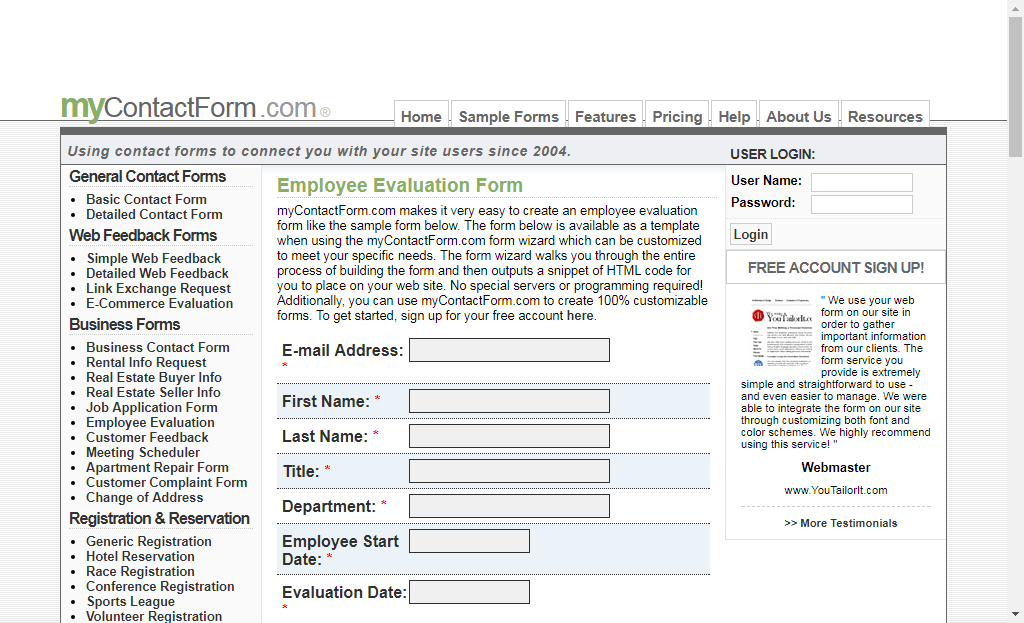 myContactForm.com®
Home
Sample Forms
Features
Pricing
Help
About Us
Resources
Using contact forms to connect you with your site users since 2004.
USER LOGIN:
General Contact Forms
Basic Contact Form
Detailed Contact Form
Web Feedback Forms
Simple Web Feedback
Detailed Web Feedback
Link Exchange Request
E-Commerce Evaluation
Business Forms
Business Contact Form
Rental Info Request
Real Estate Buyer Info
Real Estate Seller Info
Job Application Form
Employee Evaluation
Customer Feedback
Meeting Scheduler
Apartment Repair Form
Customer Complaint Form
Change of Address
Registration & Reservation
Generic Registration
Hotel Reservation
Race Registration
Conference Registration
Sports League
Volunteer Registration
Employee Evaluation Form
myContactForm.com makes it very easy to create an employee evaluation
form like the sample form below. The form below is available as a template
when using the myContactForm.com form wizard which can be customized
to meet your specific needs. The form wizard walks you through the entire
process of building the form and then outputs a snippet of HTML code for
you to place on your web site. No special servers or programming required!
Additionally, you can use myContactForm.com to create 100% customizable
forms. To get started, sign up for your free account here.
E-mail Address:
*
First Name: *
Last Name: *
Title: *
Department: *
Employee Start
Date: *
Evaluation Date:
*
User Name:
Password:
Login
FREE ACCOUNT SIGN UP!
YouTailorIt.c
" We use your web
form on our site in
order to gather
important information
from our clients. The
form service you
provide is extremely
simple and straightforward to use -
and even easier to manage. We were
able to integrate the form on our site
through customizing both font and
color schemes. We highly recommend
using this service! "
Webmaster
www.YouTailorIt.com
>> More Testimonials